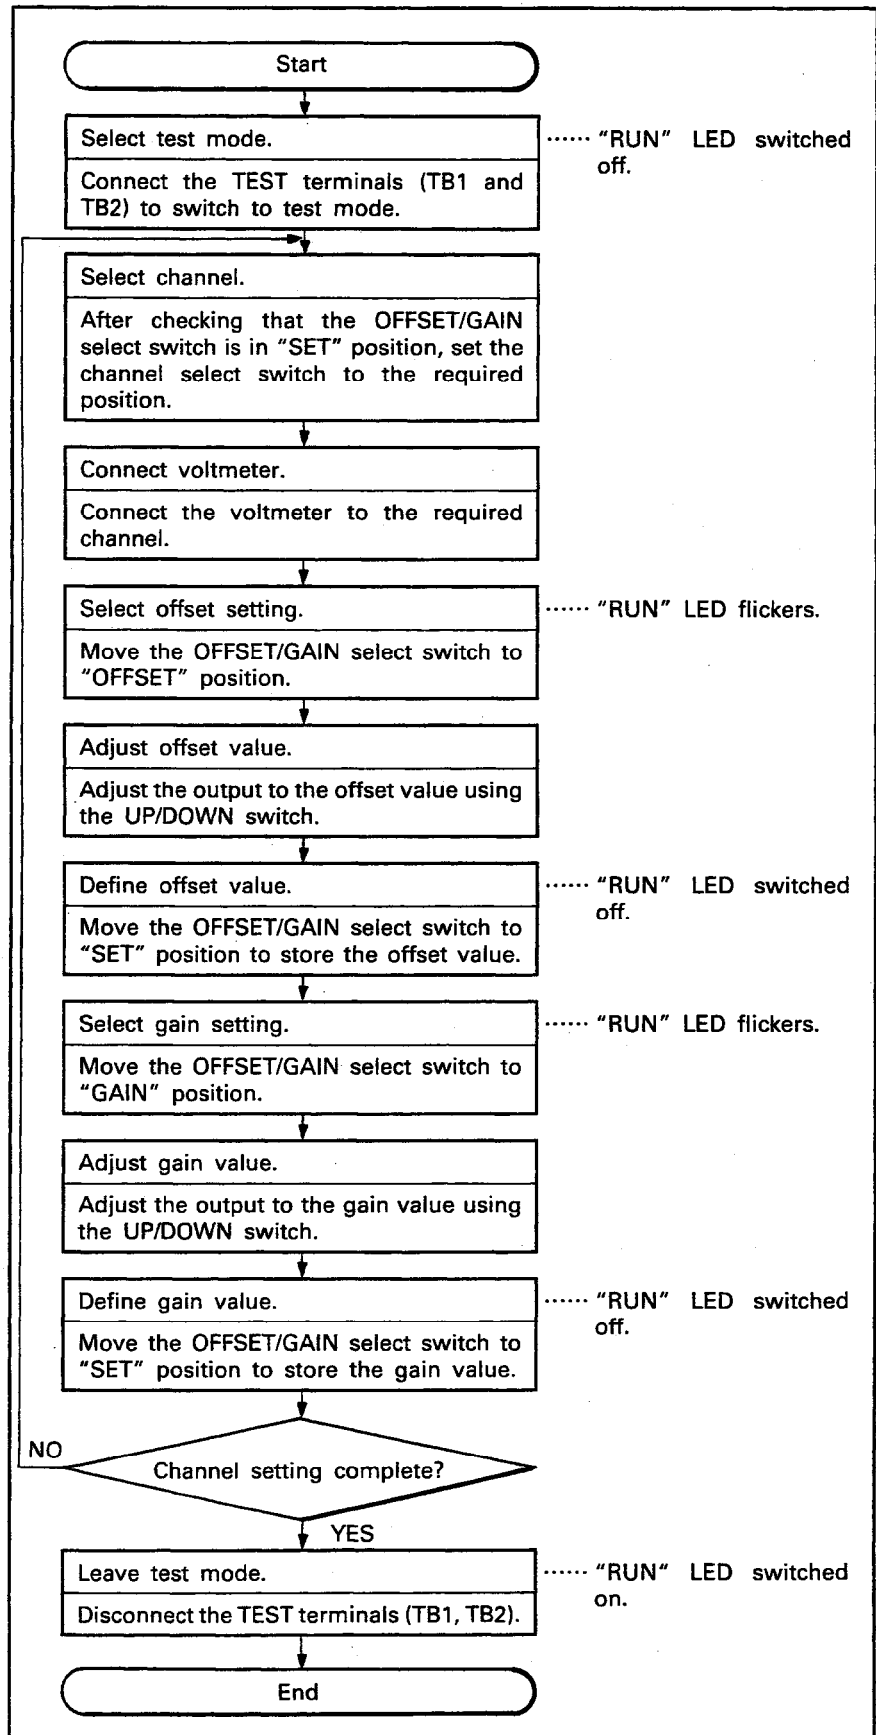 Start
Select test mode.
Connect the TEST terminals (TB1 and
TB2) to switch to test mode.
...... "RUN" LED switched
off.
Select channel.
After checking that the OFFSET/GAIN
select switch is in "SET" position, set the
channel select switch to the required
position.
Connect voltmeter.
Connect the voltmeter to the required
channel.
Select offset setting.
Move the OFFSET/GAIN select switch to
"OFFSET" position.
...... "RUN" LED flickers.
Adjust offset value.
Adjust the output to the offset value using
the UP/DOWN switch.
Define offset value.
Move the OFFSET/GAIN select switch to
"SET" position to store the offset value.
...... "RUN" LED switched
off.
Select gain setting.
Move the OFFSET/GAIN select switch to
"GAIN" position.
...... "RUN" LED flickers.
Adjust gain value.
Adjust the output to the gain value using
the UP/DOWN switch.
Define gain value.
Move the OFFSET/GAIN select switch to
"SET" position to store the gain value.
...... "RUN" LED switched
off.
NO
Channel setting complete?
YES
Leave test mode.
Disconnect the TEST terminals (TB1, TB2).
...... "RUN" LED switched
on.
End